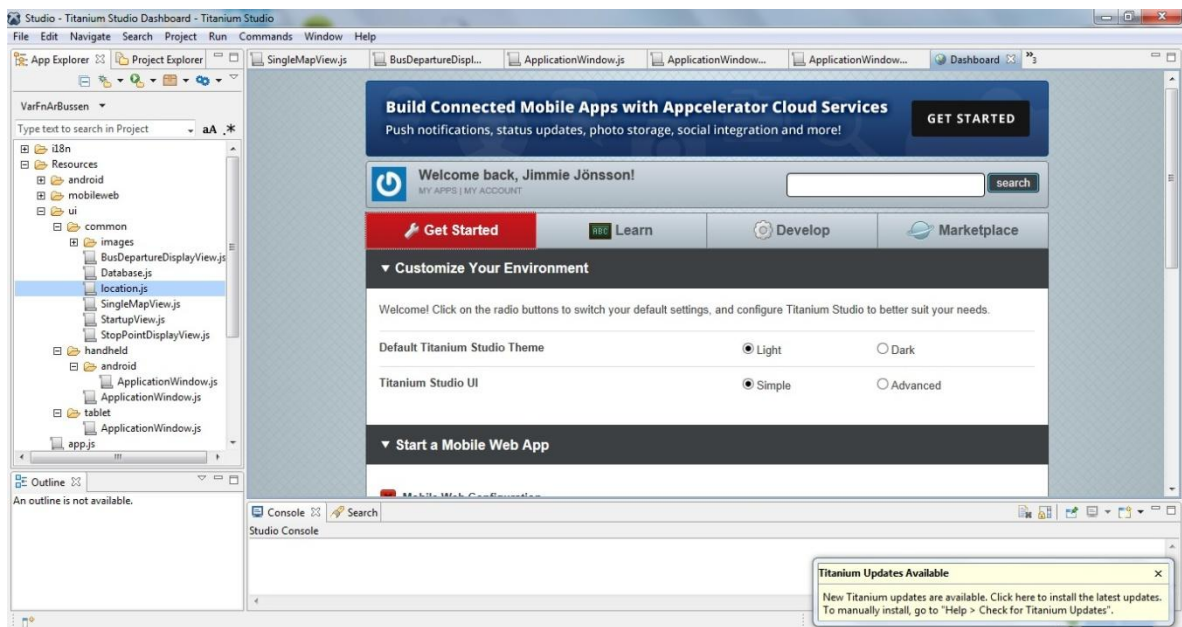 Studio - Titanium Studio Dashboard - Titanium Studio
File Edit Navigate Search Project Run Commands Window Help
App Explorer Project Explorer
SingleMapView.js BusDepartureDispl... ApplicationWindow.js ApplicationWindow... ApplicationWindow... Dashboard »3
VarFnArBussen
Type text to search in Project aA .*
i18n
Resources
android
mobileweb
ui
common
images
BusDepartureDisplayView.js
Database.js
location.js
SingleMapView.js
StartupView.js
StopPointDisplayView.js
handheld
android
ApplicationWindow.js
ApplicationWindow.js
tablet
ApplicationWindow.js
app.js
Outline
An outline is not available.
Build Connected Mobile Apps with Appcelerator Cloud Services
Push notifications, status updates, photo storage, social integration and more!
GET STARTED
Welcome back, Jimmie Jönsson!
MY APPS | MY ACCOUNT
search
Get Started ABC Learn Develop Marketplace
Customize Your Environment
Welcome! Click on the radio buttons to switch your default settings, and configure Titanium Studio to better suit your needs.
Default Titanium Studio Theme Light Dark
Titanium Studio UI Simple Advanced
Start a Mobile Web App
Mobile Web Configuration
Console Search
Studio Console
Titanium Updates Available
New Titanium updates are available. Click here to install the latest updates.
To manually install, go to "Help > Check for Titanium Updates".